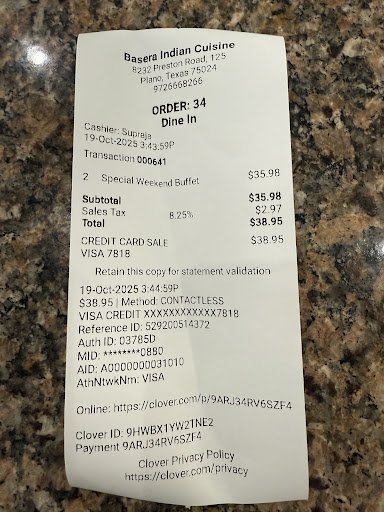 Basera Indian Cuisine
8232 Preston Road, 125
Plano, Texas 75024
9726668266
ORDER: 34
Dine In
Cashier: Supraja
19-Oct-2025 3:43:59P
Transaction 000641
2 Special Weekend Buffet $35.98
Subtotal $35.98
Sales Tax 8.25% $2.97
Total $38.95
CREDIT CARD SALE $38.95
VISA 7818
Retain this copy for statement validation
19-Oct-2025 3:44:59P
$38.95 | Method: CONTACTLESS
VISA CREDIT XXXXXXXXXXXX7818
Reference ID: 529200514372
Auth ID: 03785D
MID: ********0880
AID: A0000000031010
AthNtwkNm: VISA
Online: https://clover.com/p/9ARJ34RV6SZF4
Clover ID: 9HWBX1YW2TNE2
Payment 9ARJ34RV6SZF4
Clover Privacy Policy
https://clover.com/privacy